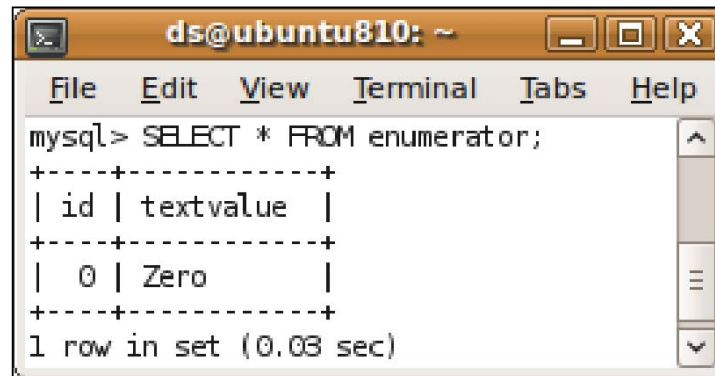 ds@ubuntu810: ~
File Edit View Terminal Tabs Help
mysql> SELECT * FROM enumerator;
+----+------------+
| id | textvalue  |
+----+------------+
|  0 | Zero       |
+----+------------+
1 row in set (0.03 sec)